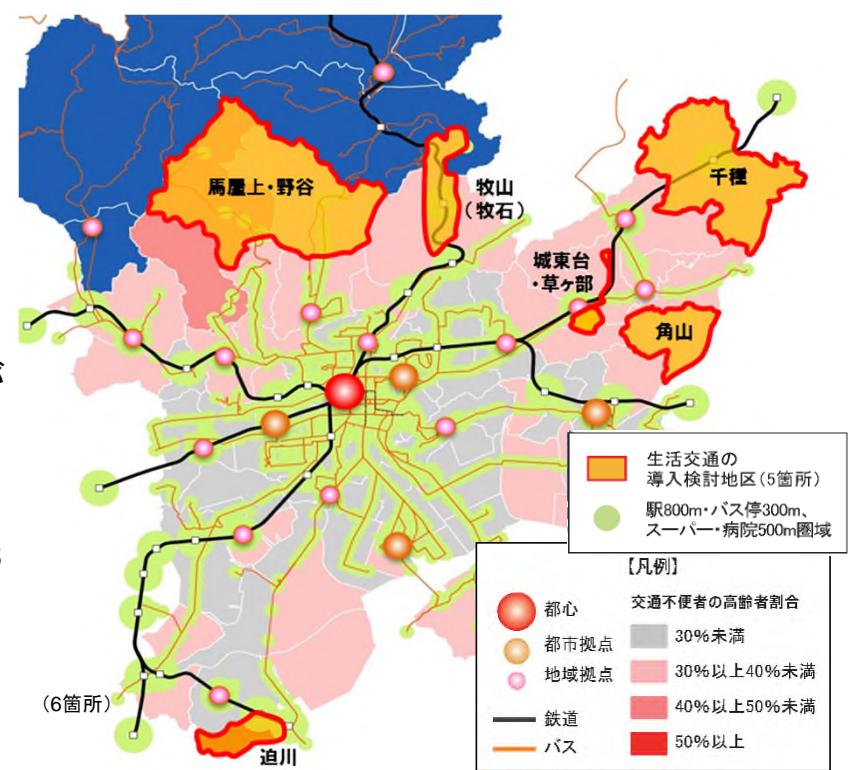 馬屋上・野谷
牧山
（牧石）
千種
城東台
・草ヶ部
角山
生活交通の
導入検討地区（5箇所）
駅800m・バス停300m、
スーパー・病院500m圏域
【凡例】
都心
都市拠点
地域拠点
鉄道
バス
交通不便者の高齢者割合
30％未満
30％以上40％未満
40％以上50％未満
50％以上
（6箇所）
迫川